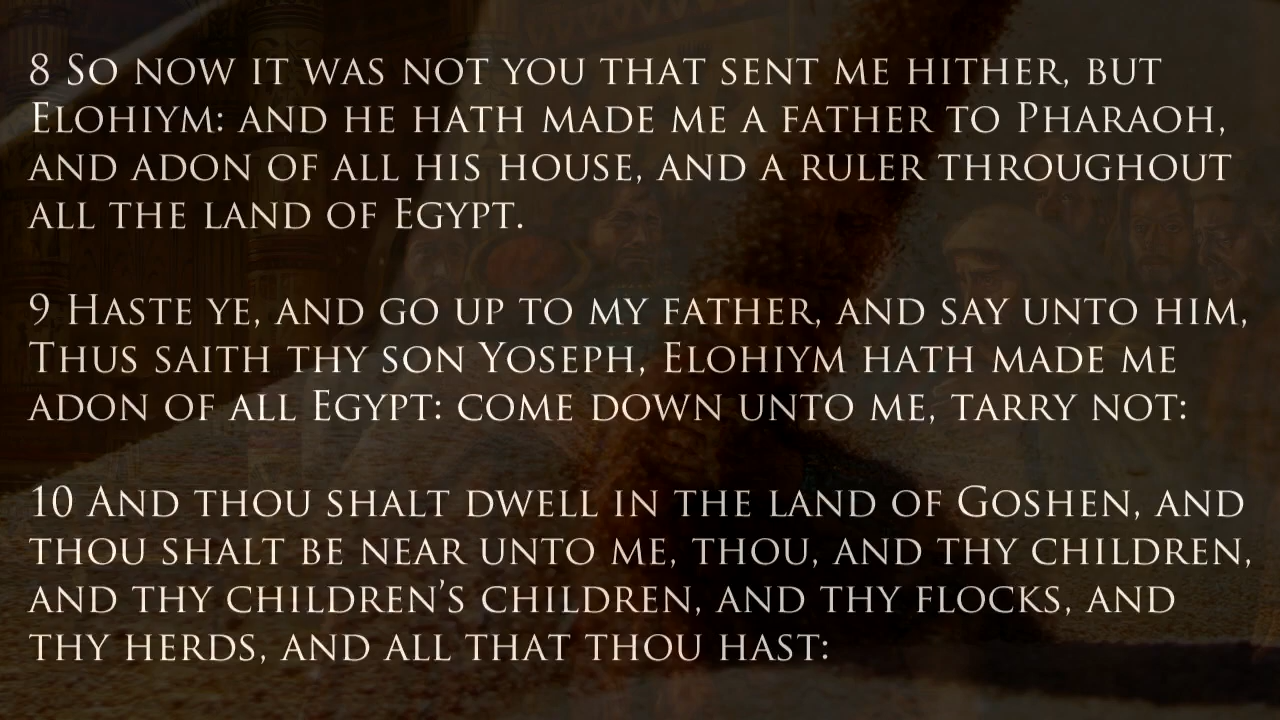 8 So now it was not you that sent me hither, but
Elohiym: and he hath made me a father to Pharaoh,
and adon of all his house, and a ruler throughout
all the land of Egypt.
9 Haste ye, and go up to my father, and say unto him,
Thus saith thy son Yoseph, Elohiym hath made me
adon of all Egypt: come down unto me, tarry not:
10 And thou shalt dwell in the land of Goshen, and
thou shalt be near unto me, thou, and thy children,
and thy children's children, and thy flocks, and
thy herds, and all that thou hast: